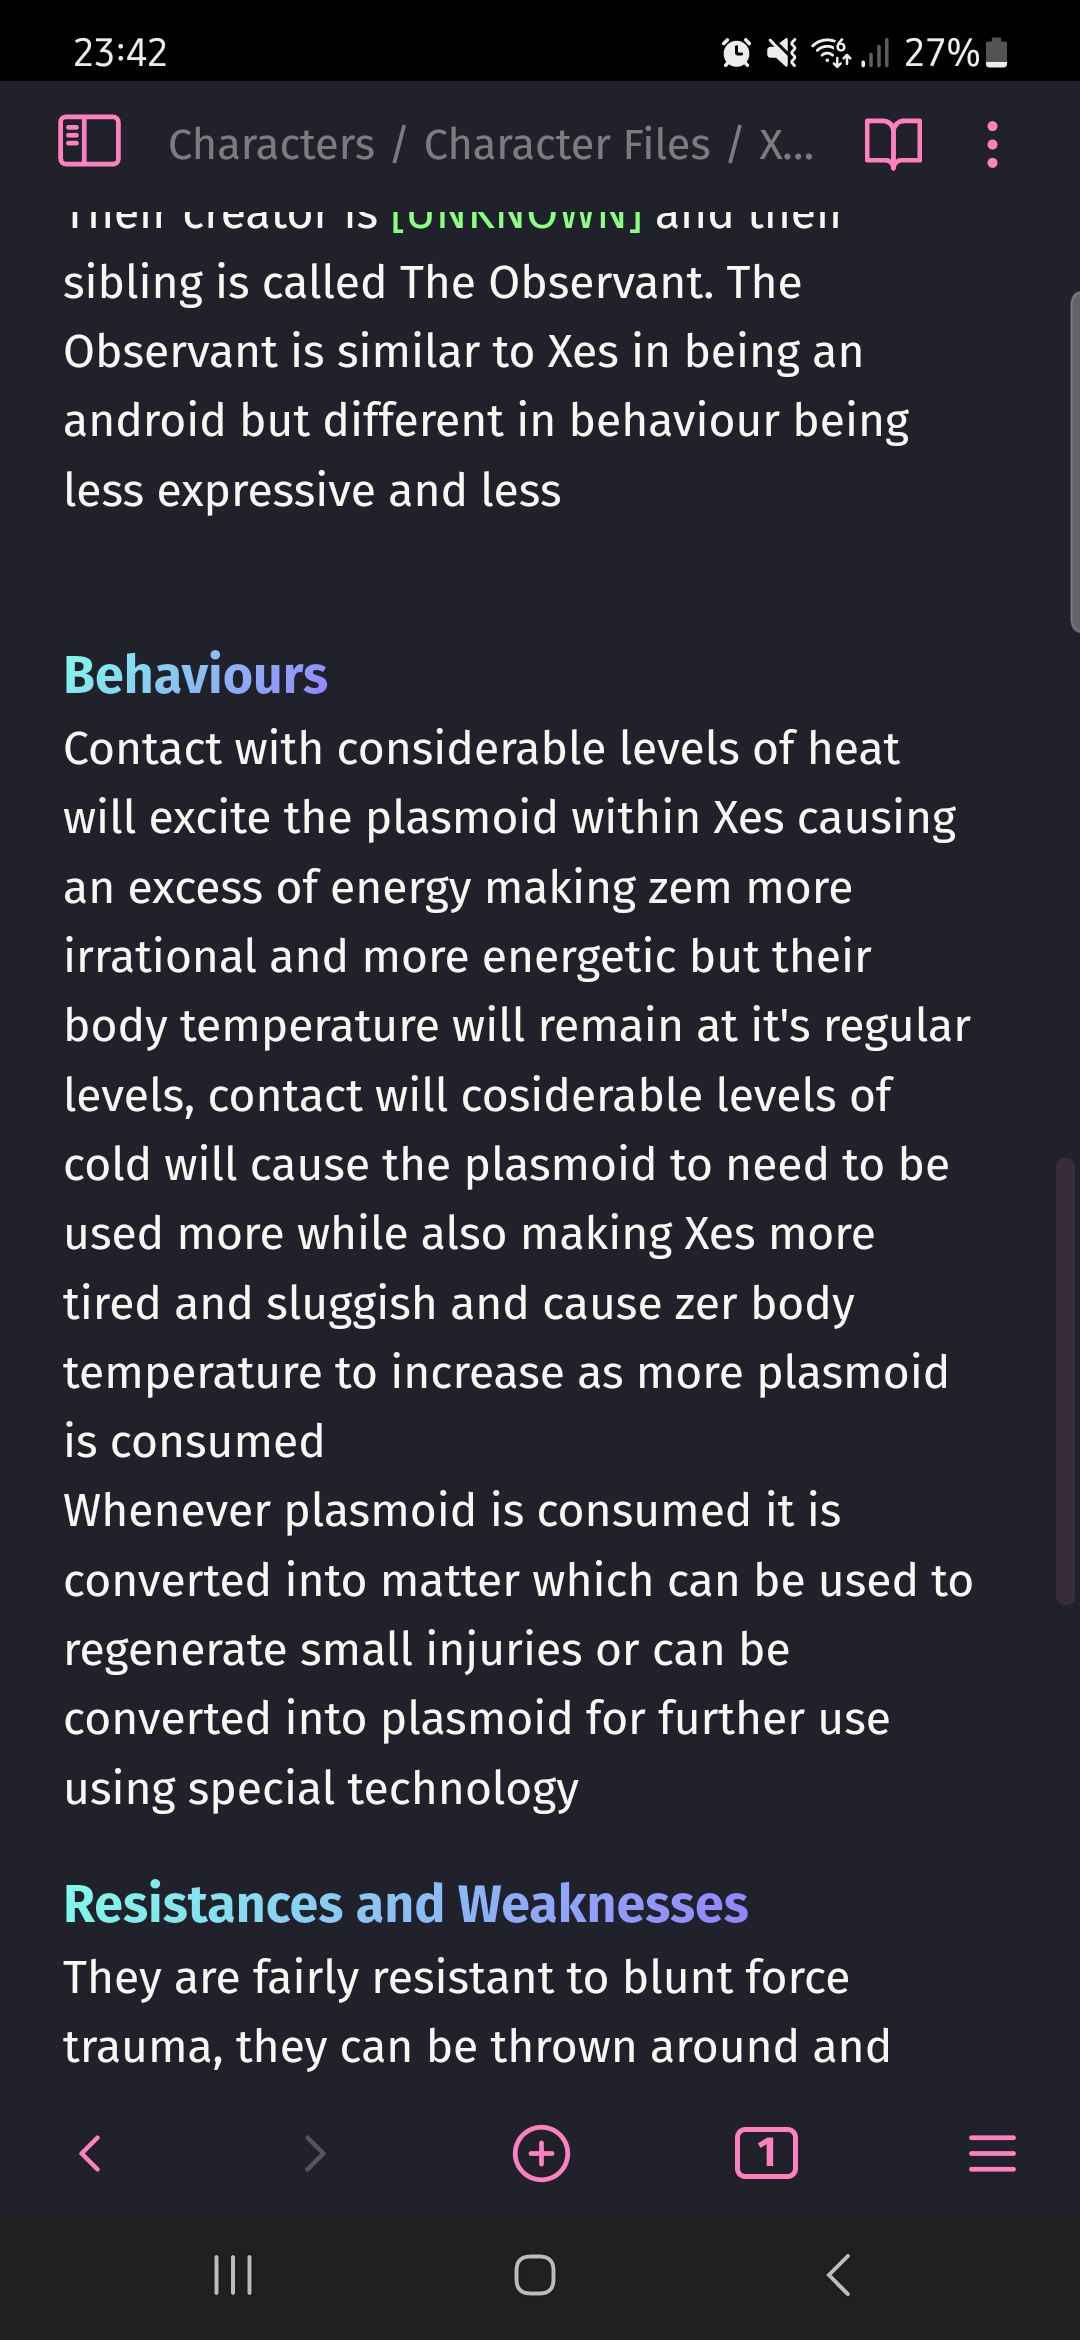 23:42
6
27%
Characters / Character Files / X...
Their creator is [UNKNOWN] and their
sibling is called The Observant. The
Observant is similar to Xes in being an
android but different in behaviour being
less expressive and less
Behaviours
Contact with considerable levels of heat
will excite the plasmoid within Xes causing
an excess of energy making zem more
irrational and more energetic but their
body temperature will remain at it's regular
levels, contact will cosiderable levels of
cold will cause the plasmoid to need to be
used more while also making Xes more
tired and sluggish and cause zer body
temperature to increase as more plasmoid
is consumed
Whenever plasmoid is consumed it is
converted into matter which can be used to
regenerate small injuries or can be
converted into plasmoid for further use
using special technology
Resistances and Weaknesses
They are fairly resistant to blunt force
trauma, they can be thrown around and
1